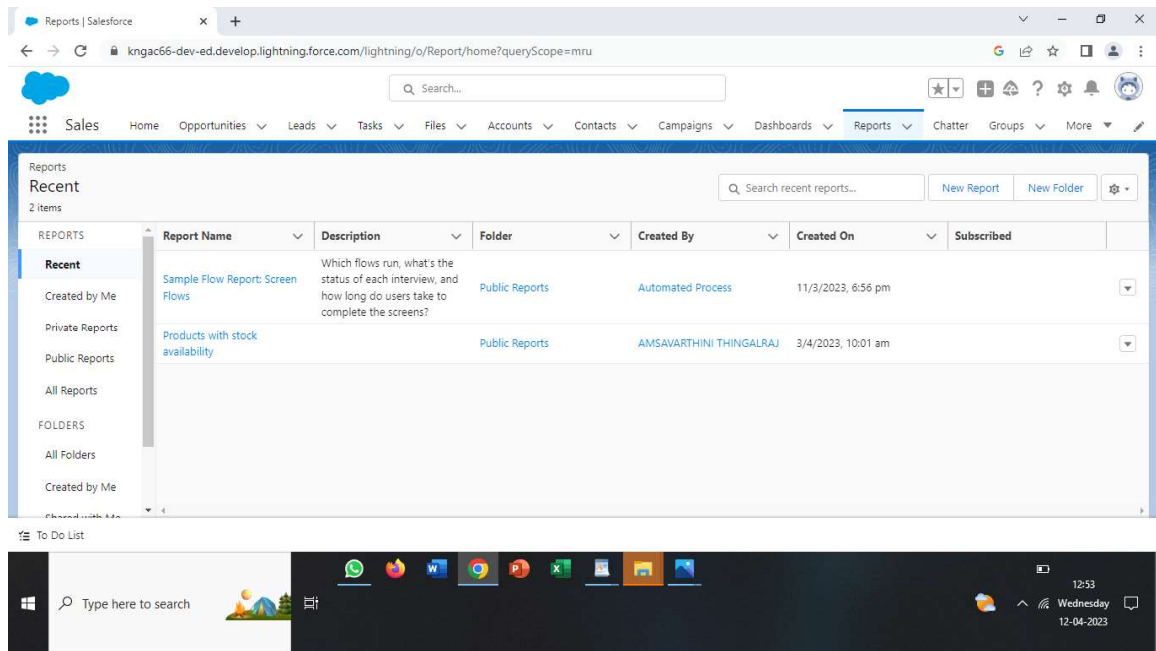 Reports | Salesforce
kngac66-dev-ed.develop.lightning.force.com/lightning/o/Report/home?queryScope=mru
Search...
Sales Home Opportunities Leads Tasks Files Accounts Contacts Campaigns Dashboards Reports Chatter Groups More
Reports
Recent
2 items
Search recent reports...
New Report New Folder
REPORTS
Recent
Created by Me
Private Reports
Public Reports
All Reports
FOLDERS
All Folders
Created by Me
Shared with Me
Report Name Description Folder Created By Created On Subscribed
Sample Flow Report: Screen
Flows
Which flows run, what's the
status of each interview, and
how long do users take to
complete the screens?
Public Reports
Automated Process
11/3/2023, 6:56 pm
Products with stock
availability
Public Reports
AMSAVARTHINI THINGALRAJ
3/4/2023, 10:01 am
To Do List
Type here to search
12:53
Wednesday
12-04-2023